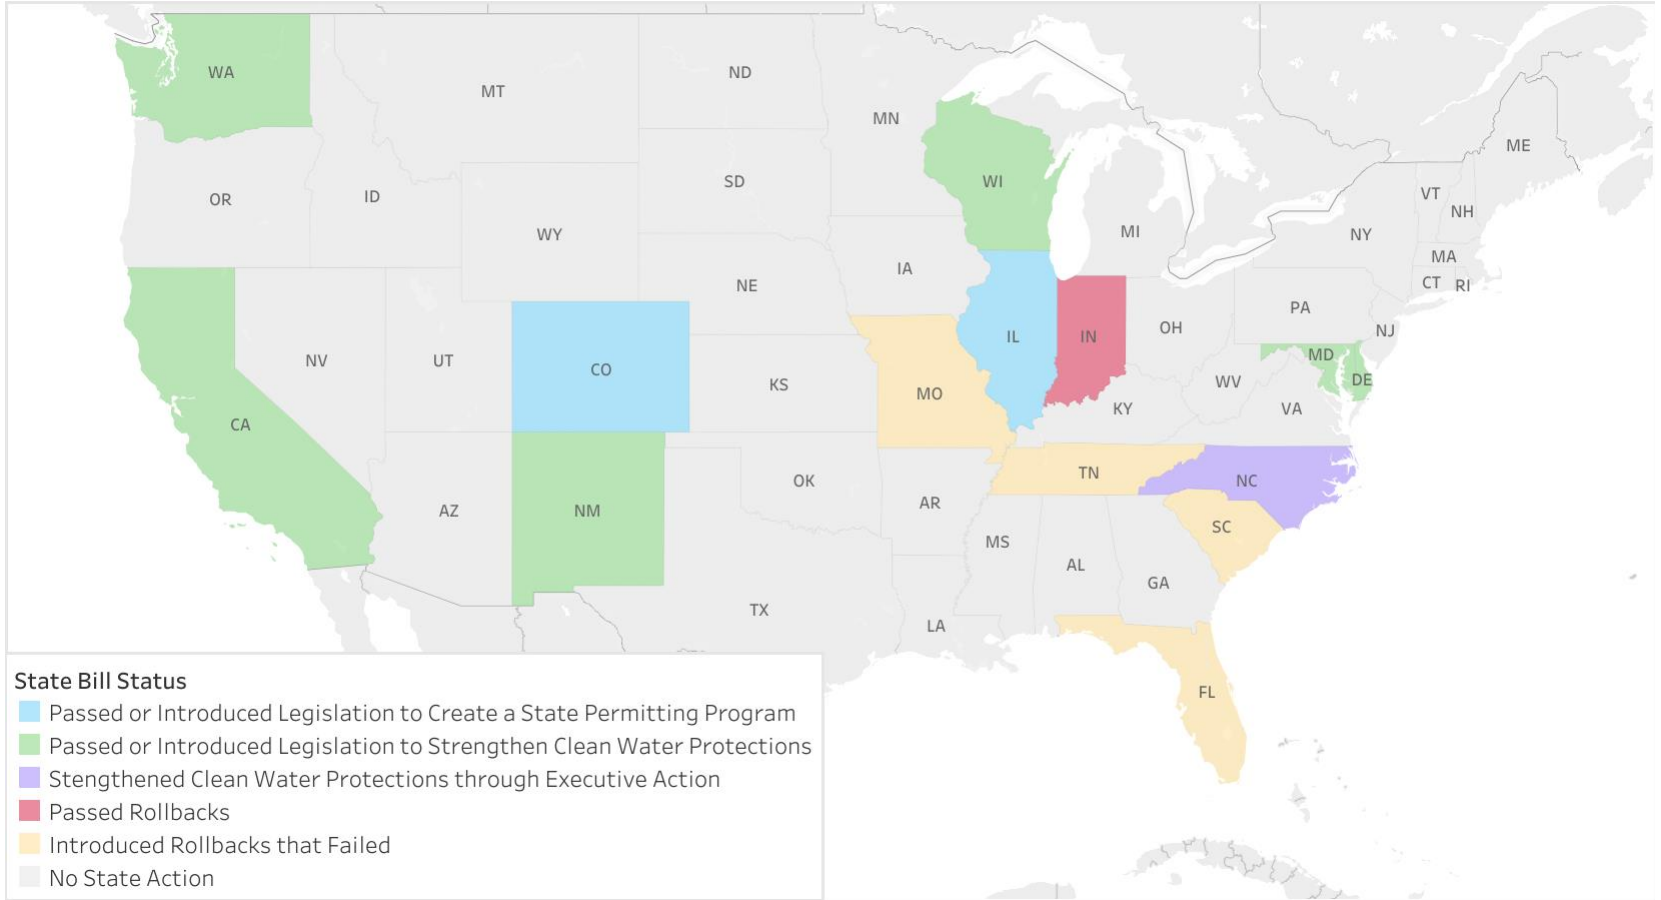 WA
MT
ND
MN
ME
OR
ID
SD
WI
VT
NH
WY
MI
NY
MA
IA
CT
RI
NE
PA
NV
UT
CO
KS
MO
IL
IN
OH
NJ
MD
DE
WV
VA
KY
CA
AZ
NM
OK
AR
TN
NC
SC
MS
AL
GA
TX
LA
FL
State Bill Status
Passed or Introduced Legislation to Create a State Permitting Program
Passed or Introduced Legislation to Strengthen Clean Water Protections
Stengthened Clean Water Protections through Executive Action
Passed Rollbacks
Introduced Rollbacks that Failed
No State Action